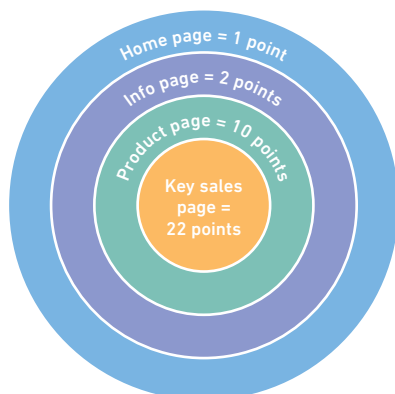 Home page = 1 point
Info page = 2 points
Product page = 10 points
Key sales
page =
22 points